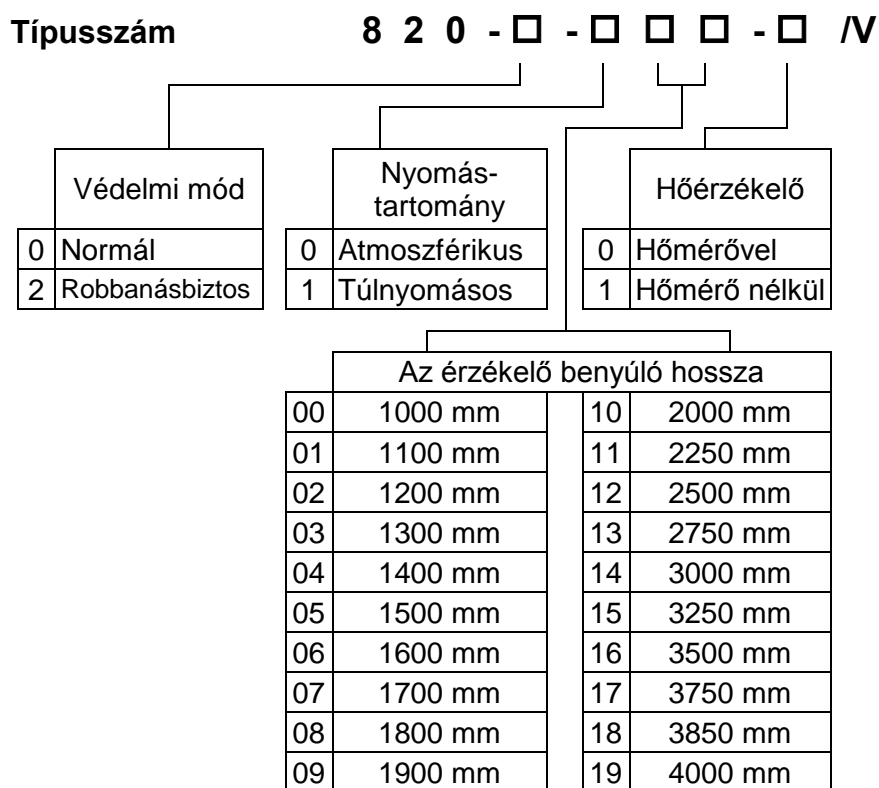 Típusszám 8 2 0 - □ - □ □ □ - □ /V
Védelmi mód
0 Normál
2 Robbanásbiztos
Nyomás-
tartomány
0 Atmoszférikus
1 Túlnyomásos
Hőérzékelő
0 Hőmérővel
1 Hőmérő nélkül
Az érzékelő benyúló hossza
00 1000 mm 10 2000 mm
01 1100 mm 11 2250 mm
02 1200 mm 12 2500 mm
03 1300 mm 13 2750 mm
04 1400 mm 14 3000 mm
05 1500 mm 15 3250 mm
06 1600 mm 16 3500 mm
07 1700 mm 17 3750 mm
08 1800 mm 18 3850 mm
09 1900 mm 19 4000 mm